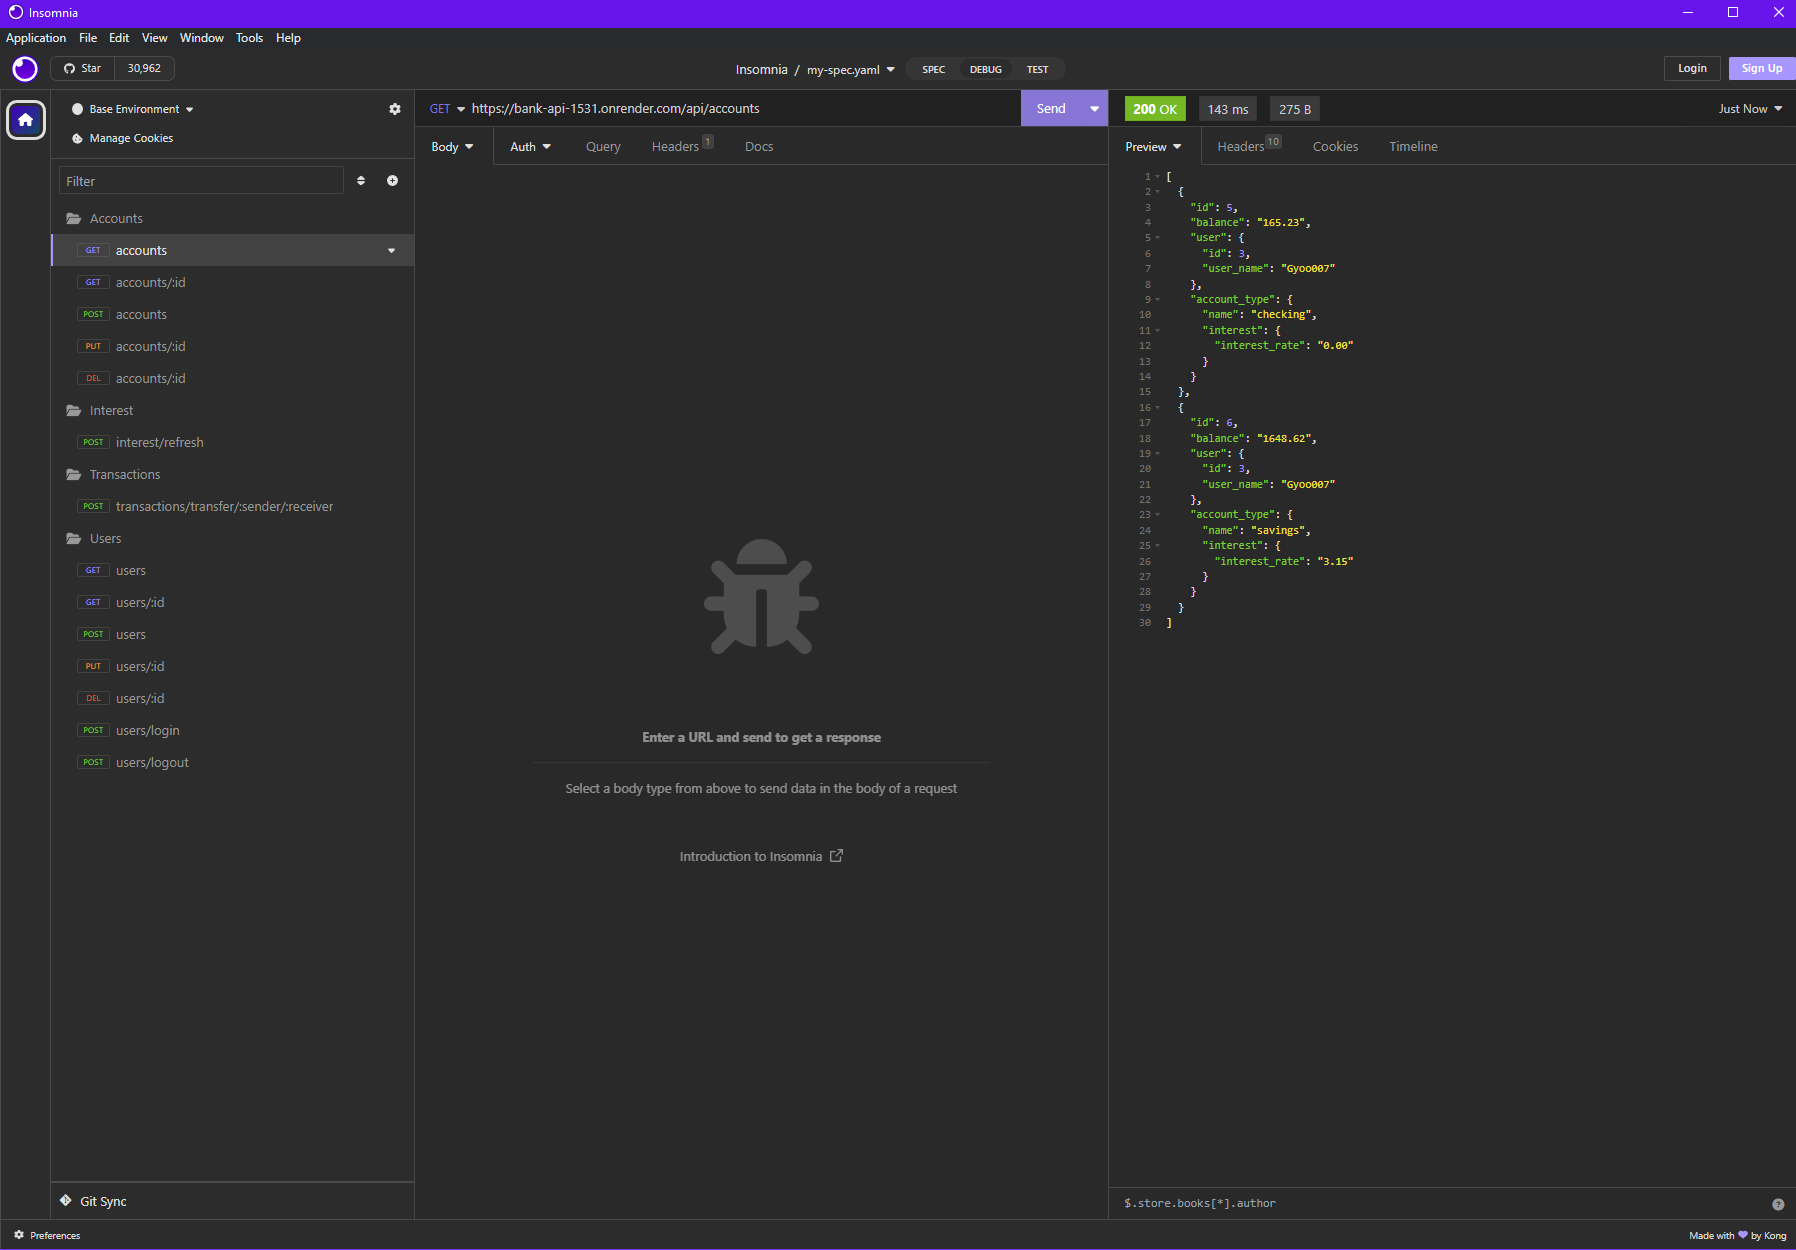 Insomnia
Application File Edit View Window Tools Help
Star 30,962
Insomnia / my-spec.yaml
SPEC DEBUG TEST
Login Sign Up
Base Environment
Manage Cookies
Filter
Accounts
GET accounts
GET accounts/:id
POST accounts
PUT accounts/:id
DEL accounts/:id
Interest
POST interest/refresh
Transactions
POST transactions/transfer/:sender/:receiver
Users
GET users
GET users/:id
POST users
PUT users/:id
DEL users/:id
POST users/login
POST users/logout
Git Sync
Preferences
GET https://bank-api-1531.onrender.com/api/accounts Send
Body Auth Query Headers 1 Docs
Enter a URL and send to get a response
Select a body type from above to send data in the body of a request
Introduction to Insomnia
200 OK 143 ms 275 B Just Now
Preview Headers 10 Cookies Timeline
1 [
2 {
3 "id": 5,
4 "balance": "165.23",
5 "user": {
6 "id": 3,
7 "user_name": "Gyoo007"
8 },
9 "account_type": {
10 "name": "checking",
11 "interest": {
12 "interest_rate": "0.00"
13 }
14 }
15 },
16 {
17 "id": 6,
18 "balance": "1648.62",
19 "user": {
20 "id": 3,
21 "user_name": "Gyoo007"
22 },
23 "account_type": {
24 "name": "savings",
25 "interest": {
26 "interest_rate": "3.15"
27 }
28 }
29 }
30 ]
$.store.books[*].author
?
Made with by Kong